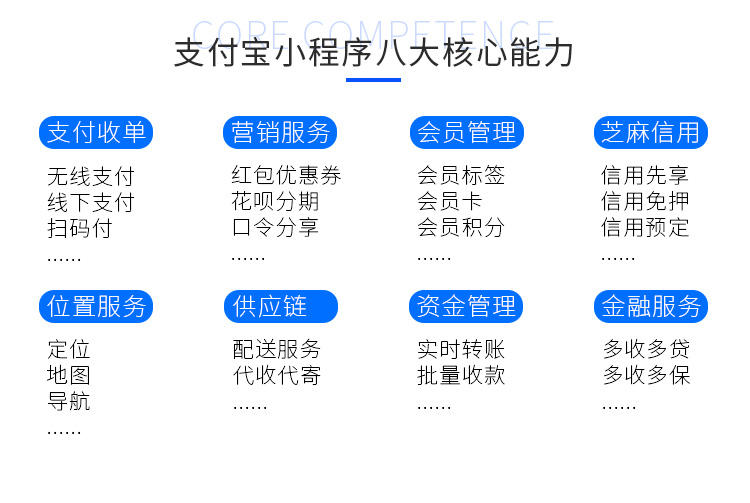 CORE COMPETENCE
支付宝小程序八大核心能力
支付收单
无线支付
线下支付
扫码付
......
营销服务
红包优惠券
花呗分期
口令分享
......
会员管理
会员标签
会员卡
会员积分
......
芝麻信用
信用先享
信用免押
信用预定
......
位置服务
定位
地图
导航
......
供应链
配送服务
代收代寄
......
资金管理
实时转账
批量收款
......
金融服务
多收多贷
多收多保
......